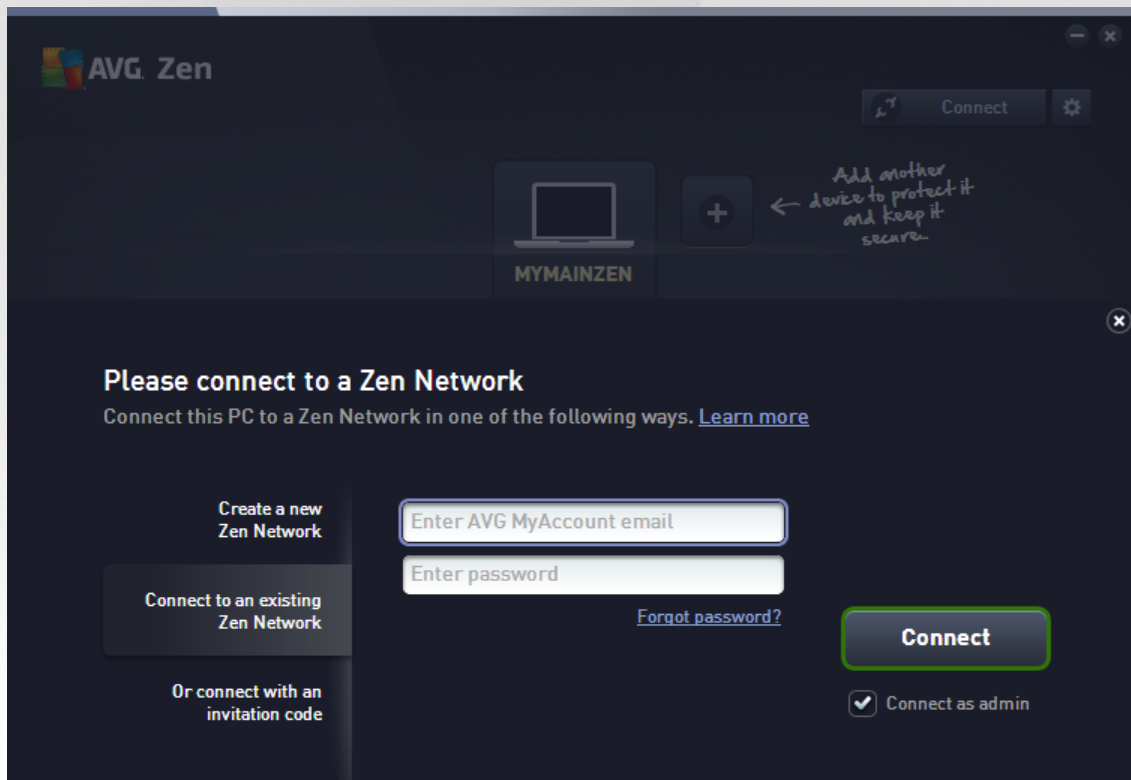 AVG. Zen
Connect
Add another
device to protect it
and keep it
secure
MYMAINZEN
Please connect to a Zen Network
Connect this PC to a Zen Network in one of the following ways. Learn more
Create a new
Zen Network
Enter AVG MyAccount email
Enter password
Connect to an existing
Zen Network
Forgot password?
Connect
Or connect with an
invitation code
Connect as admin